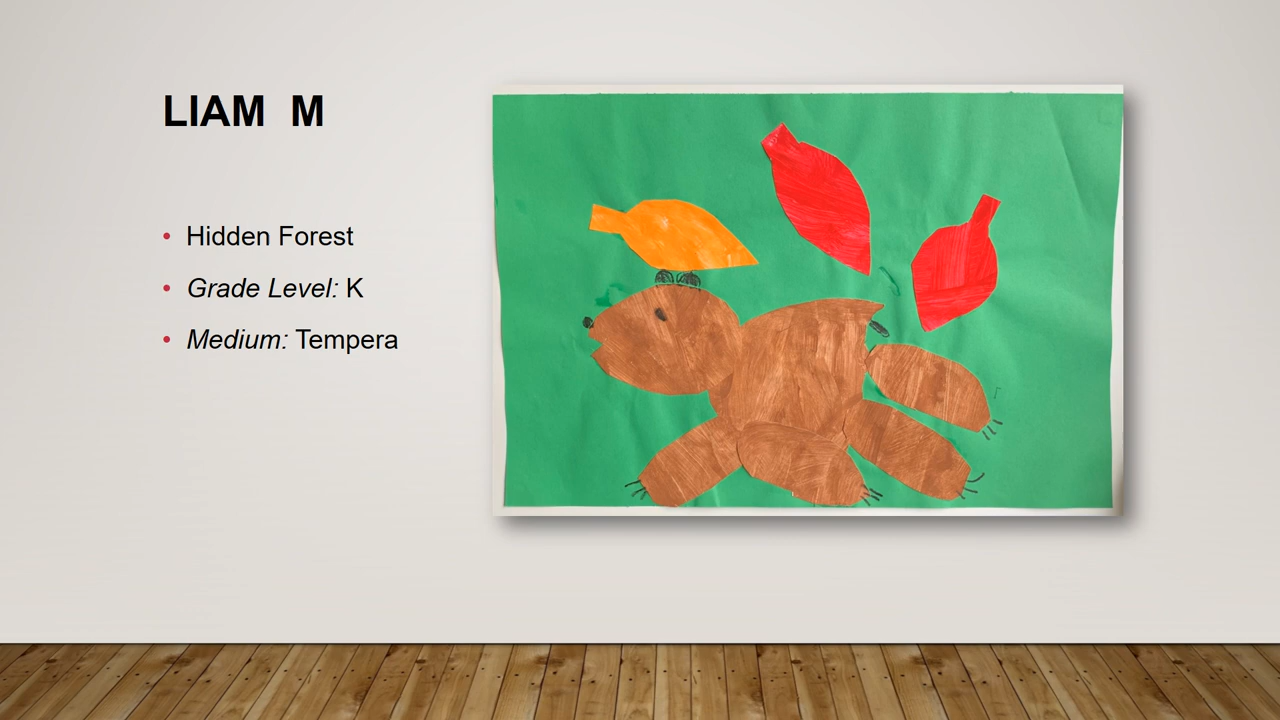 LIAM M
• Hidden Forest
• Grade Level: K
• Medium: Tempera